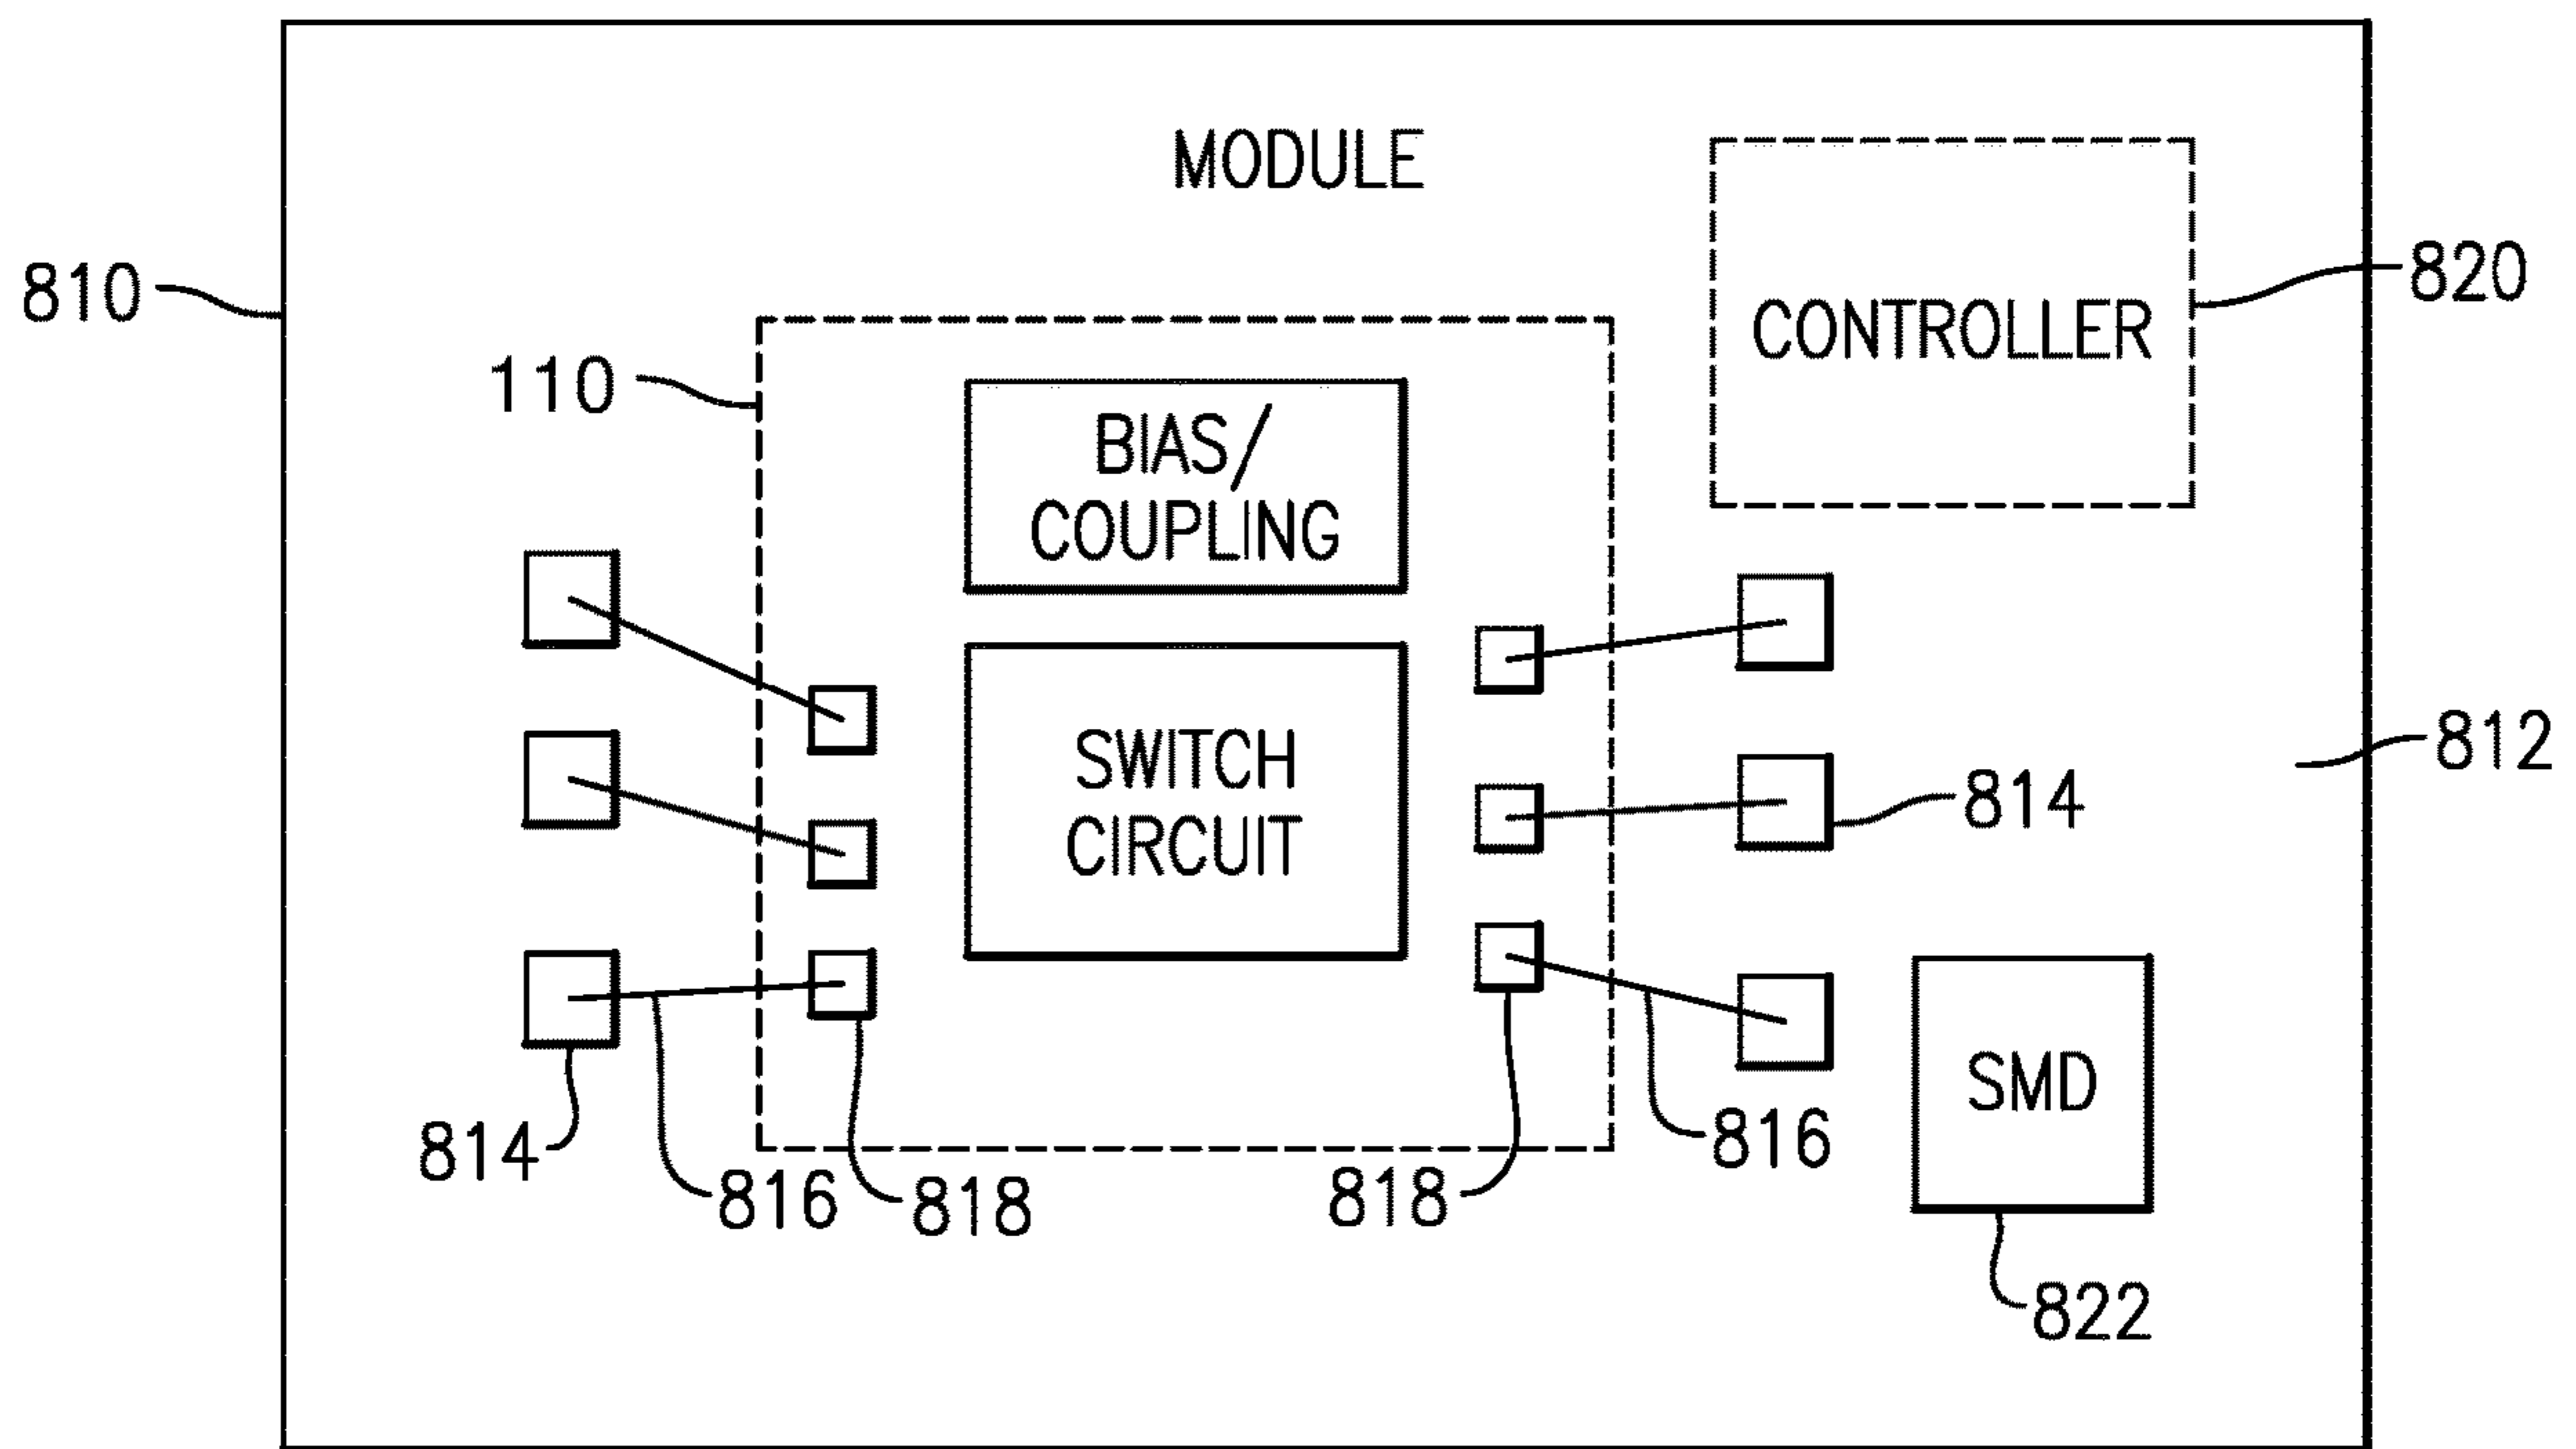 MODULE
810
820
CONTROLLER
110
BIAS/
COUPLING
812
SWITCH
CIRCUIT
814
SMD
814
816
818
818
816
822